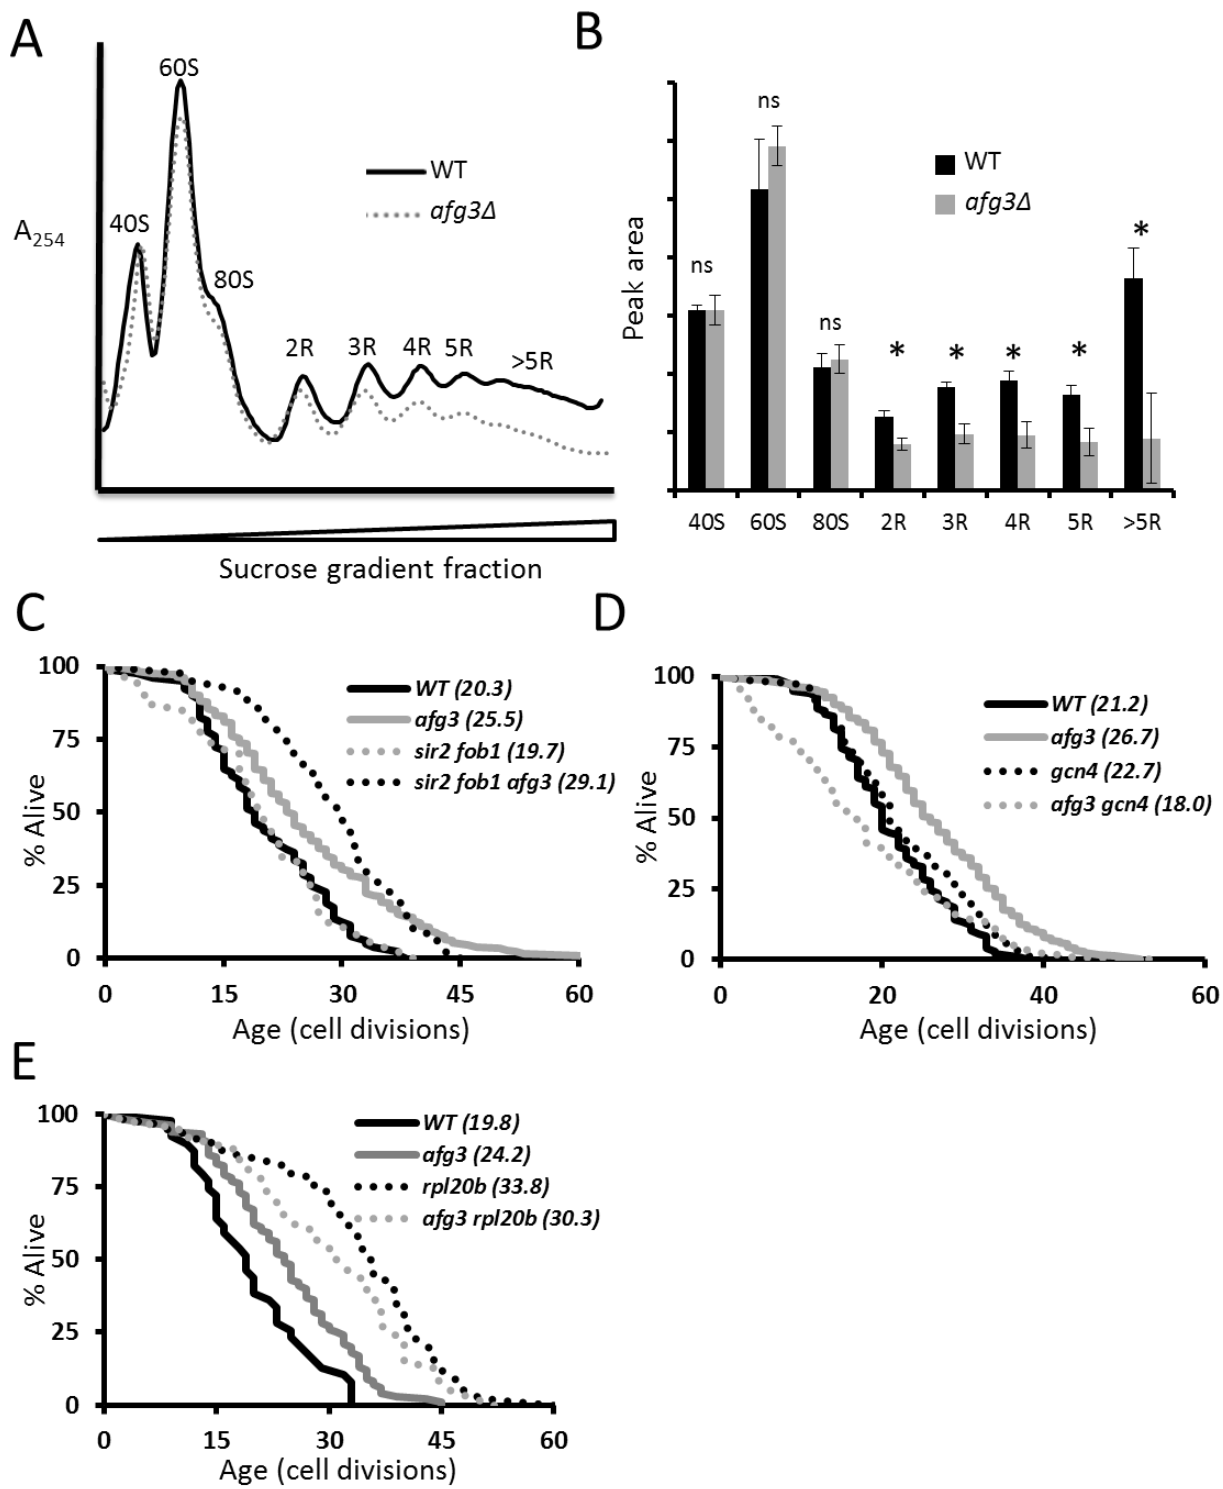 A
60S
40S
80S
2R
3R
4R
5R
>5R
WT
afg3Δ
A254
Sucrose gradient fraction
B
ns
ns
ns
*
*
*
*
*
WT
afg3Δ
Peak area
40S
60S
80S
2R
3R
4R
5R
>5R
C
% Alive
100
75
50
25
0
WT (20.3)
afg3 (25.5)
sir2 fob1 (19.7)
sir2 fob1 afg3 (29.1)
0
15
30
45
60
Age (cell divisions)
D
% Alive
100
75
50
25
0
WT (21.2)
afg3 (26.7)
gcn4 (22.7)
afg3 gcn4 (18.0)
0
20
40
60
Age (cell divisions)
E
% Alive
100
75
50
25
0
WT (19.8)
afg3 (24.2)
rpl20b (33.8)
afg3 rpl20b (30.3)
0
15
30
45
60
Age (cell divisions)